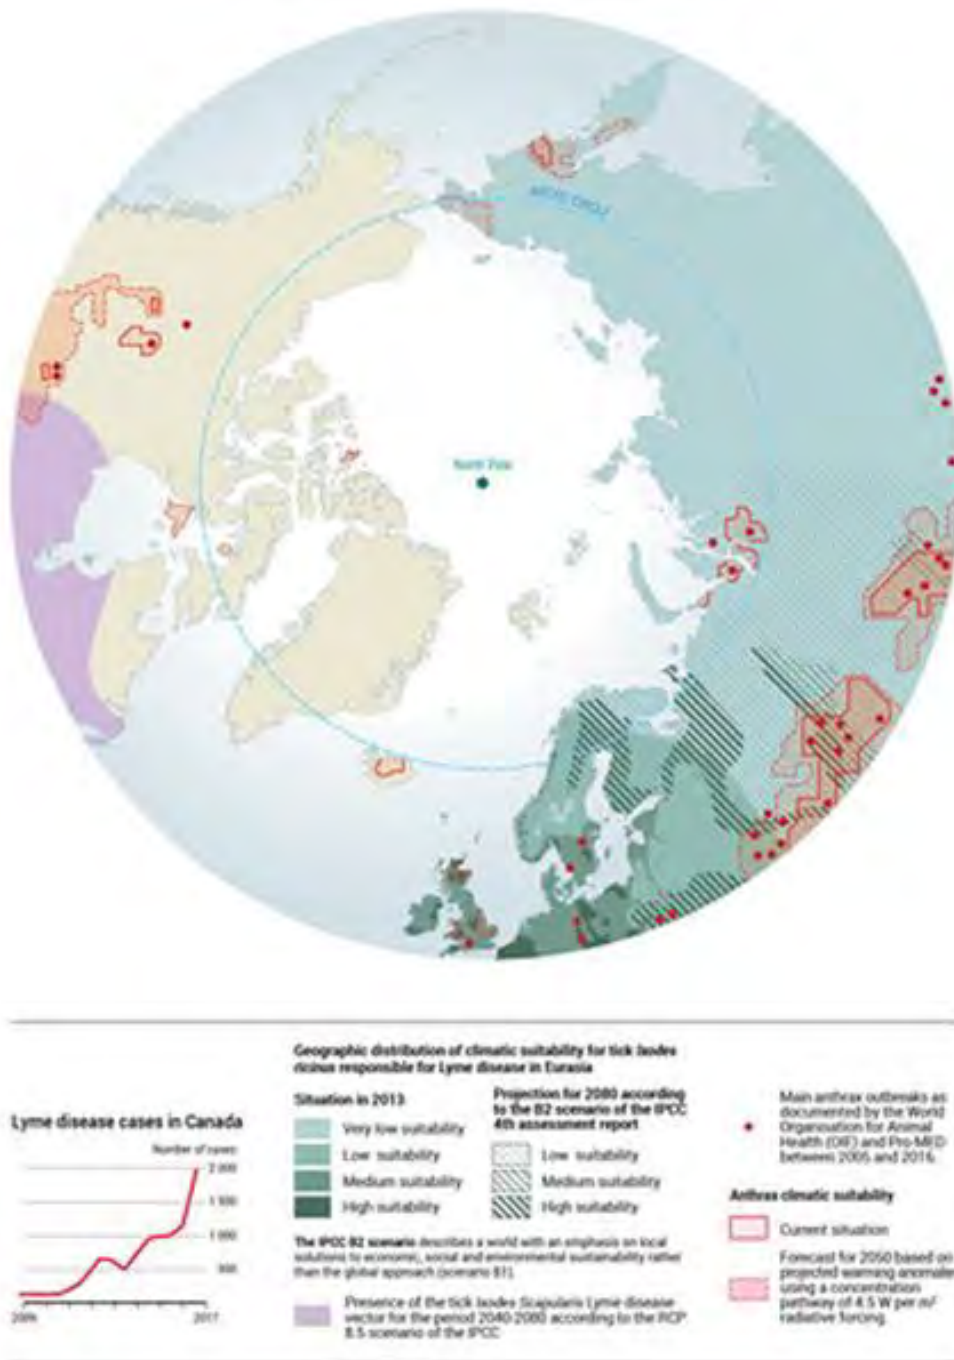 ARCTIC CIRCLE
North Pole
Lyme disease cases in Canada
Number of cases
2 000
1 500
1 000
500
2017
Geographic distribution of climatic suitability for tick Ixodes
ricinus responsible for Lyme disease in Eurasia
Situation in 2013
Very low suitability
Low suitability
Medium suitability
High suitability
Projection for 2080 according
to the B2 scenario of the IPCC
4th assessment report
Low suitability
Medium suitability
High suitability
The IPCC B2 scenario describes a world with an emphasis on local
solutions to economic, social and environmental sustainability rather
than the global approach (scenario B1).
Presence of the tick Ixodes Scapularis Lyme disease
vector for the period 2040-2080 according to the RCP
8.5 scenario of the IPCC
Main anthrax outbreaks as
documented by the World
Organisation for Animal
Health (OIE) and Pro-MED
between 2005 and 2016.
Anthrax climatic suitability
Current situation
Forecast for 2050 based on
projected warming anomalies
using a concentration
pathway of 4.5 W per m²
radiative forcing.